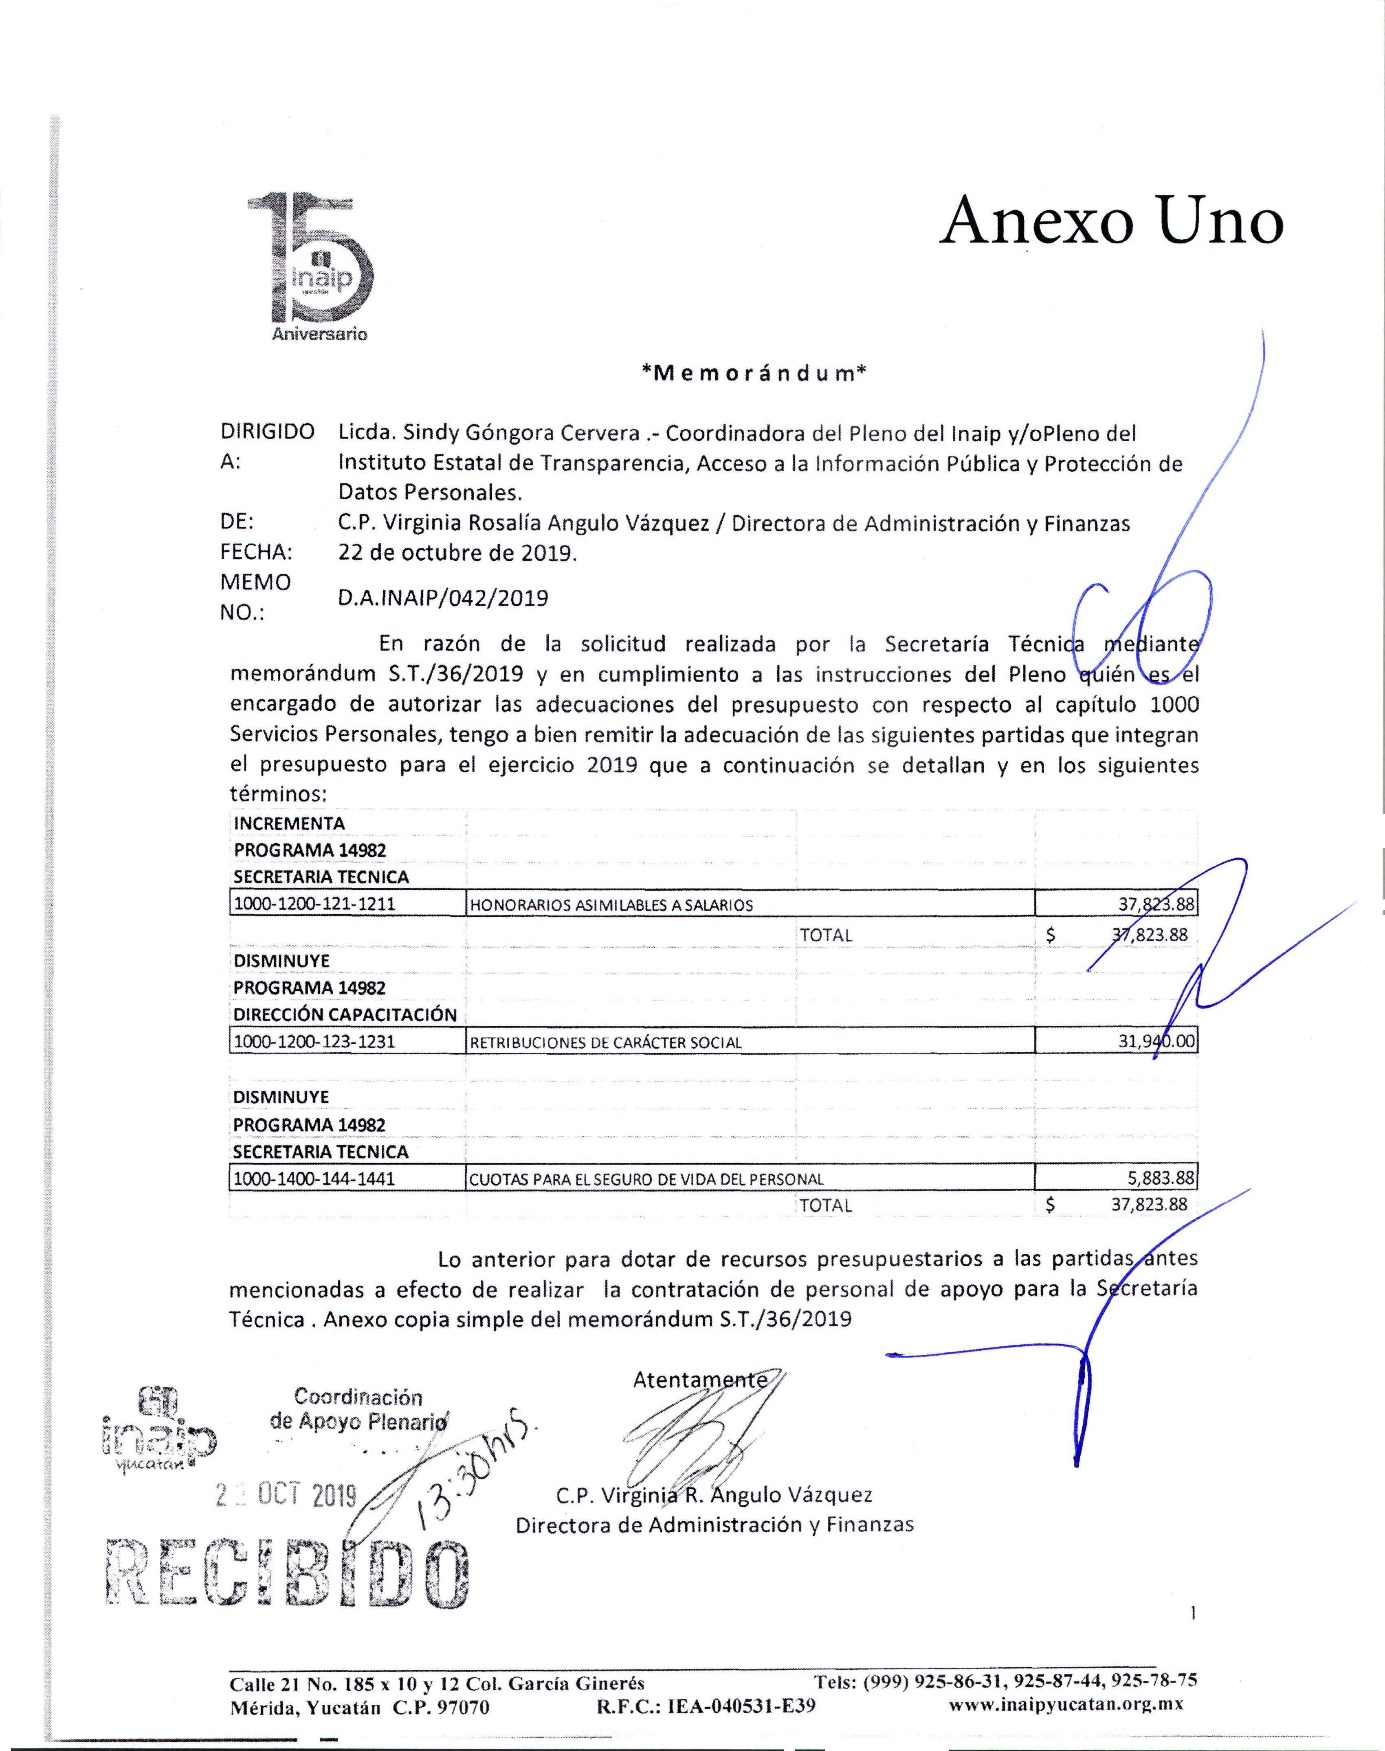 Anexo Uno
15
inaip
Aniversario
*Memorándum*
DIRIGIDO A: Licda. Sindy Góngora Cervera .- Coordinadora del Pleno del Inaip y/oPleno del
Instituto Estatal de Transparencia, Acceso a la Información Pública y Protección de
Datos Personales.
DE: C.P. Virginia Rosalía Angulo Vázquez / Directora de Administración y Finanzas
FECHA: 22 de octubre de 2019.
MEMO NO.: D.A.INAIP/042/2019
En razón de la solicitud realizada por la Secretaría Técnica mediante
memorándum S.T./36/2019 y en cumplimiento a las instrucciones del Pleno quién es el
encargado de autorizar las adecuaciones del presupuesto con respecto al capítulo 1000
Servicios Personales, tengo a bien remitir la adecuación de las siguientes partidas que integran
el presupuesto para el ejercicio 2019 que a continuación se detallan y en los siguientes
términos:
INCREMENTA
PROGRAMA 14982
SECRETARIA TECNICA
1000-1200-121-1211 HONORARIOS ASIMILABLES A SALARIOS 37,823.88
TOTAL $ 37,823.88
DISMINUYE
PROGRAMA 14982
DIRECCIÓN CAPACITACIÓN
1000-1200-123-1231 RETRIBUCIONES DE CARÁCTER SOCIAL 31,940.00
DISMINUYE
PROGRAMA 14982
SECRETARIA TECNICA
1000-1400-144-1441 CUOTAS PARA EL SEGURO DE VIDA DEL PERSONAL 5,883.88
TOTAL $ 37,823.88
Lo anterior para dotar de recursos presupuestarios a las partidas antes
mencionadas a efecto de realizar la contratación de personal de apoyo para la Secretaría
Técnica . Anexo copia simple del memorándum S.T./36/2019
Atentamente
C.P. Virginia R. Angulo Vázquez
Directora de Administración y Finanzas
inaip
yucatán
Coordinación
de Apoyo Plenario
13:30hrs.
OCT 2019
RECIBIDO
1
Calle 21 No. 185 x 10 y 12 Col. García Ginerés Tels: (999) 925-86-31, 925-87-44, 925-78-75
Mérida, Yucatán C.P. 97070 R.F.C.: IEA-040531-E39 www.inaipyucatan.org.mx